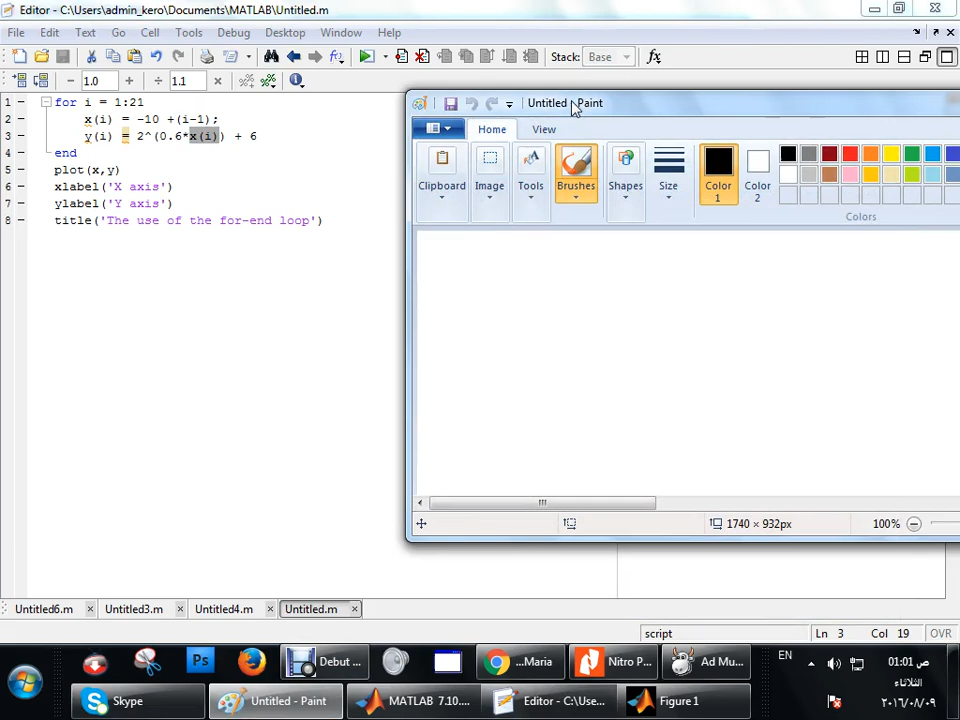 Editor - C:\Users\admin_kero\Documents\MATLAB\Untitled.m
File Edit Text Go Cell Tools Debug Desktop Window Help
Stack: Base fx
1.0 1.1
1 for i = 1:21
2 x(i) = -10 +(i-1);
3 y(i) = 2^(0.6*x(i)) + 6
4 end
5 plot(x,y)
6 xlabel('X axis')
7 ylabel('Y axis')
8 title('The use of the for-end loop')
Untitled - Paint
Home View
Clipboard Image Tools Brushes Shapes Size Color 1 Color 2
Colors
1740 × 932px 100%
Untitled6.m Untitled3.m Untitled4.m Untitled.m
script Ln 3 Col 19 OVR
Ps Debut ... ...Maria Nitro P... Ad Mu... EN 01:01 ص
الثلاثاء
Skype Untitled - Paint MATLAB 7.10.... Editor - C:\Use... Figure 1 ٢٠١٦/٠٨/٠٩